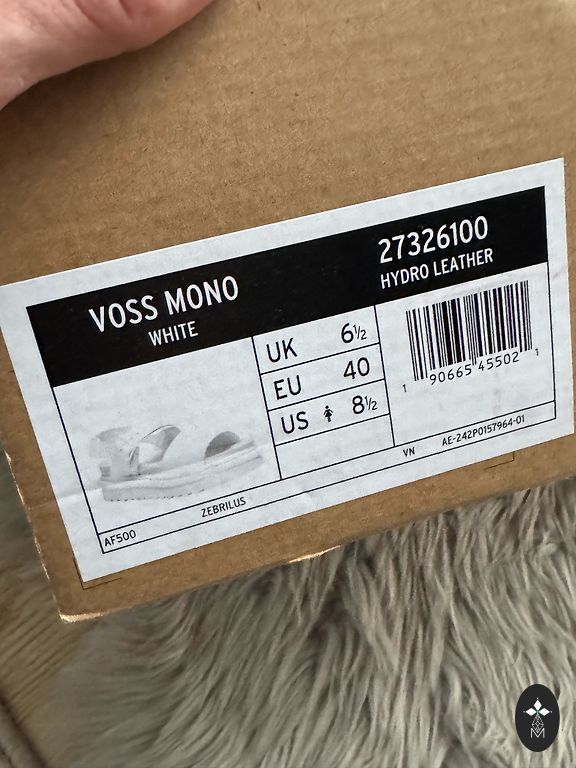 VOSS MONO
WHITE
27326100
HYDRO LEATHER
UK 6½
EU 40
US 8½
1 90665 45502 1
AF500 ZEBRILUS VN AE-242P0157964-01
M